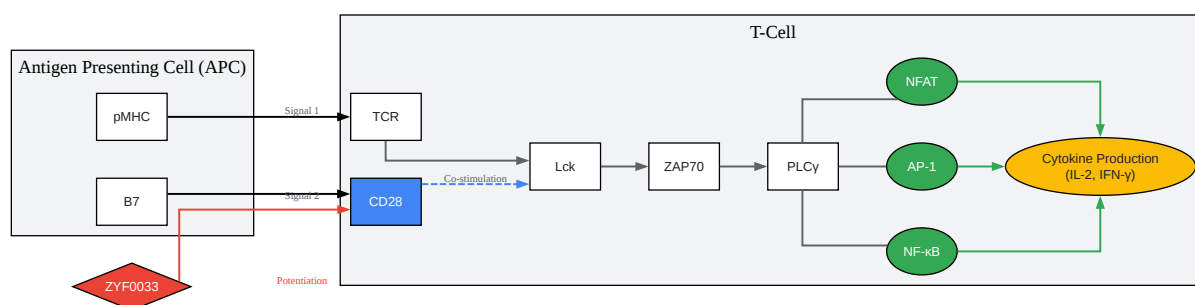 T-Cell
Antigen Presenting Cell (APC)
NFAT
pMHC
Signal 1
TCR
Lck
ZAP70
PLCγ
AP-1
Cytokine Production
(IL-2, IFN-γ)
Co-stimulation
B7
Signal 2
CD28
NF-κB
ZYF0033
Potentiation